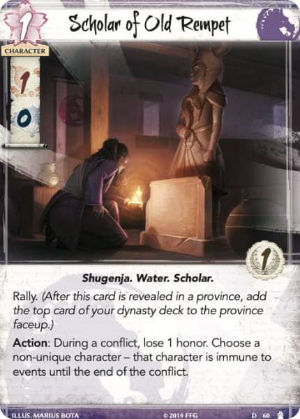 1
Scholar of Old Rempet
CHARACTER
1
0
1
Shugenja. Water. Scholar.
Rally. (After this card is revealed in a province, add
the top card of your dynasty deck to the province
faceup.)
Action: During a conflict, lose 1 honor. Choose a
non-unique character – that character is immune to
events until the end of the conflict.
ILLUS. MARIUS BOTA
© 2019 FFG
D 60